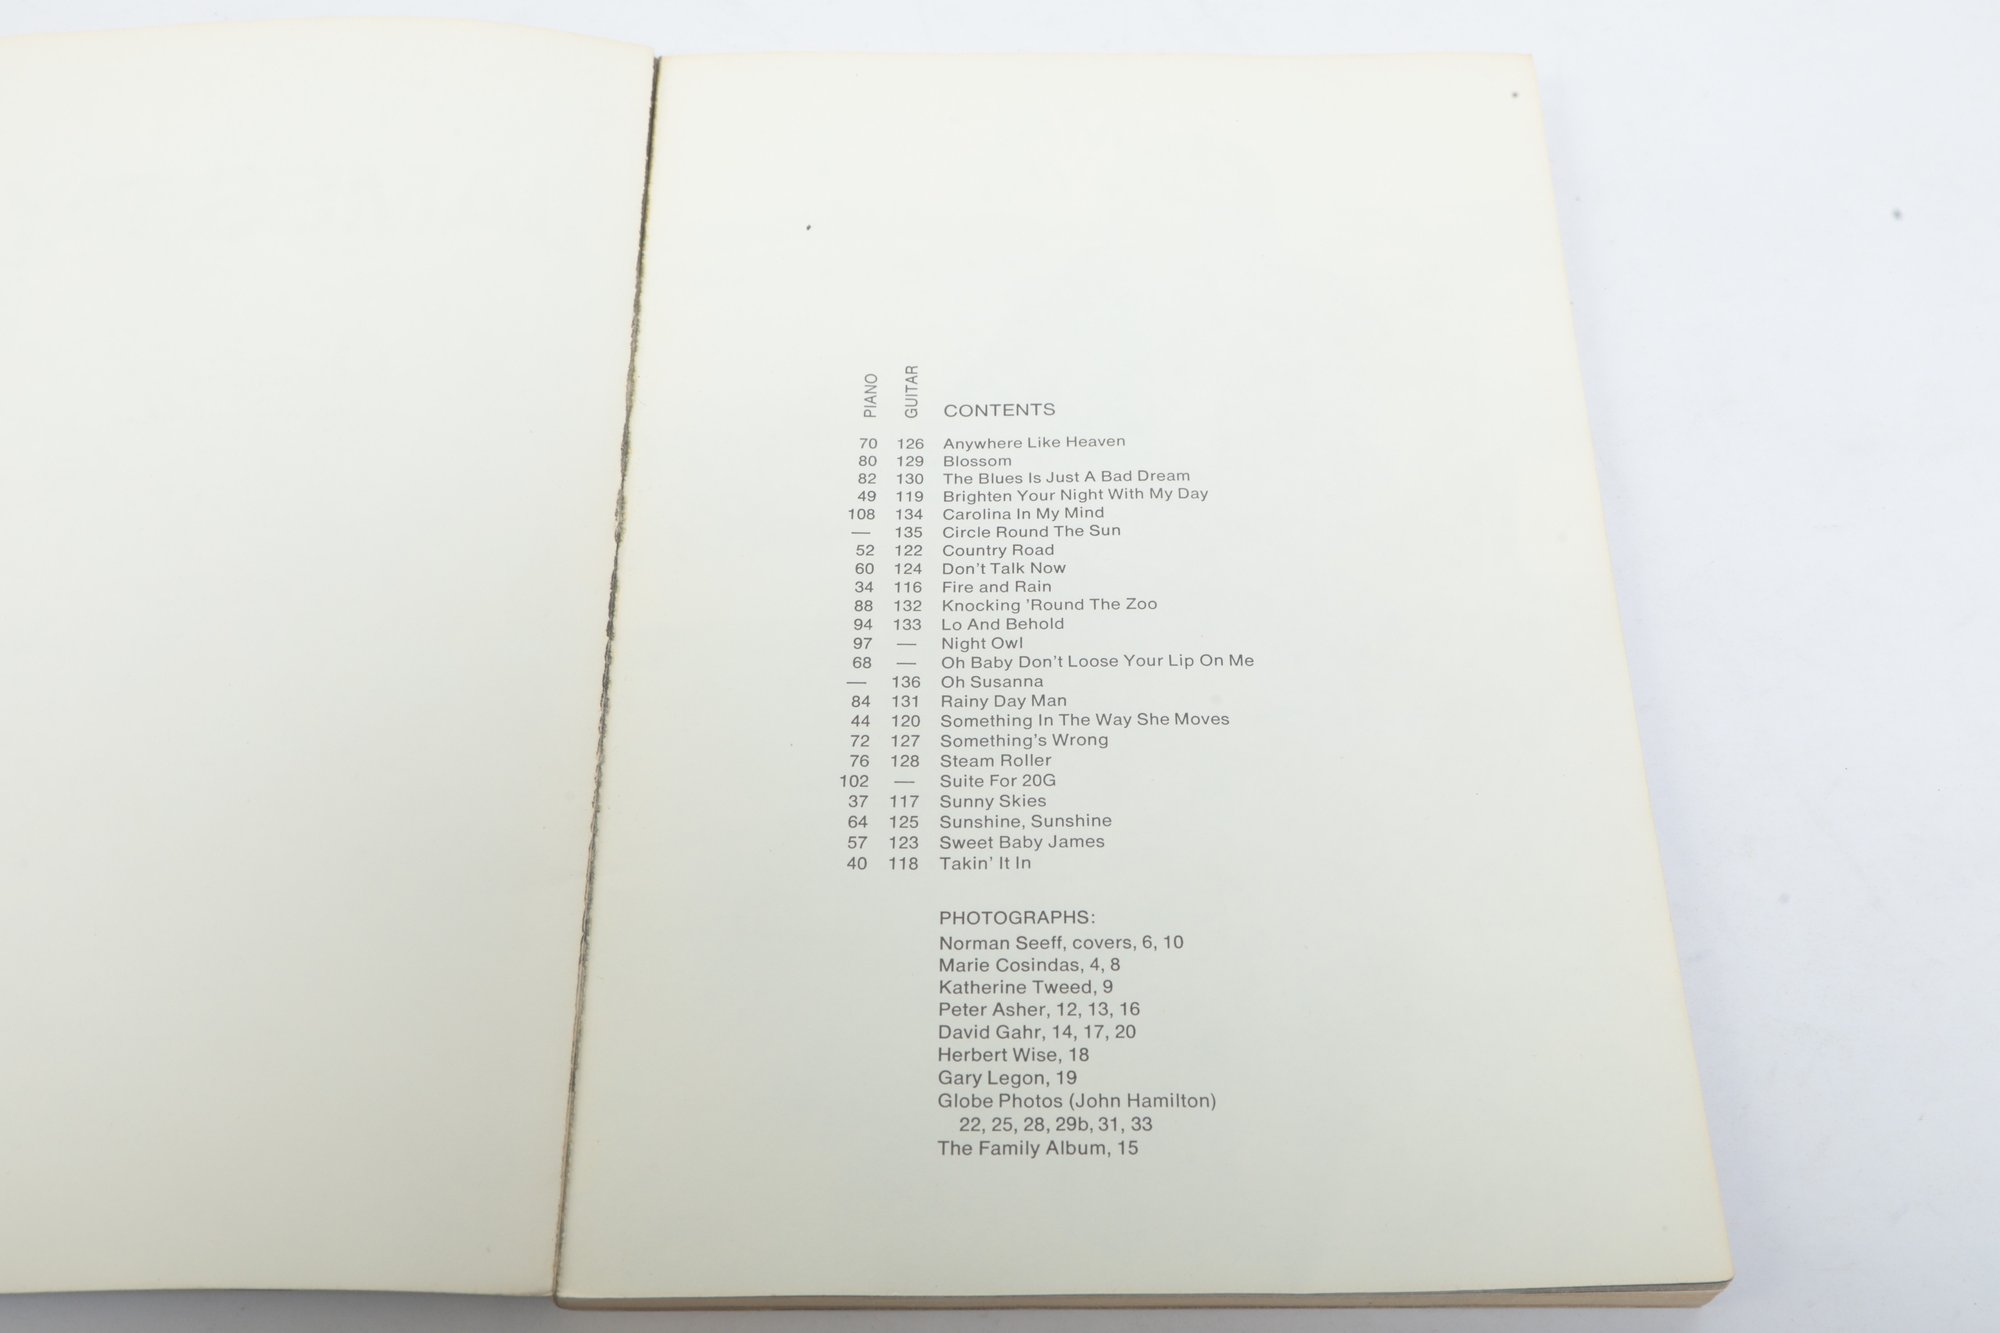 PIANO GUITAR CONTENTS
70 126 Anywhere Like Heaven
80 129 Blossom
82 130 The Blues Is Just A Bad Dream
49 119 Brighten Your Night With My Day
108 134 Carolina In My Mind
— 135 Circle Round The Sun
52 122 Country Road
60 124 Don't Talk Now
34 116 Fire and Rain
88 132 Knocking 'Round The Zoo
94 133 Lo And Behold
97 — Night Owl
68 — Oh Baby Don't Loose Your Lip On Me
— 136 Oh Susanna
84 131 Rainy Day Man
44 120 Something In The Way She Moves
72 127 Something's Wrong
76 128 Steam Roller
102 — Suite For 20G
37 117 Sunny Skies
64 125 Sunshine, Sunshine
57 123 Sweet Baby James
40 118 Takin' It In
PHOTOGRAPHS:
Norman Seeff, covers, 6, 10
Marie Cosindas, 4, 8
Katherine Tweed, 9
Peter Asher, 12, 13, 16
David Gahr, 14, 17, 20
Herbert Wise, 18
Gary Legon, 19
Globe Photos (John Hamilton)
22, 25, 28, 29b, 31, 33
The Family Album, 15